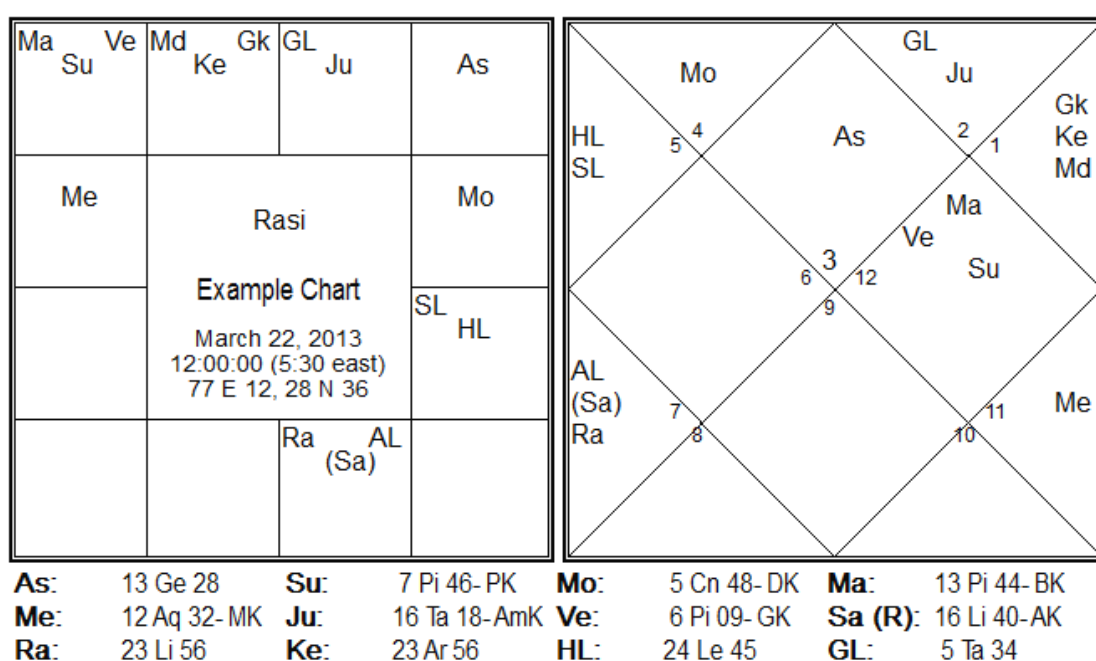 Ma Ve
Su
Md Gk
Ke
GL
Ju
As
Me
Mo
Rasi
Example Chart
March 22, 2013
12:00:00 (5:30 east)
77 E 12, 28 N 36
SL
HL
Ra AL
(Sa)
GL
Mo
Ju
Gk
HL
5
4
As
2
1
Ke
SL
Md
Ma
Ve
3
Su
6
12
9
AL
(Sa)
7
11
Me
Ra
8
10
As: 13 Ge 28 Su: 7 Pi 46- PK Mo: 5 Cn 48- DK Ma: 13 Pi 44- BK
Me: 12 Aq 32- MK Ju: 16 Ta 18- AmK Ve: 6 Pi 09- GK Sa (R): 16 Li 40- AK
Ra: 23 Li 56 Ke: 23 Ar 56 HL: 24 Le 45 GL: 5 Ta 34